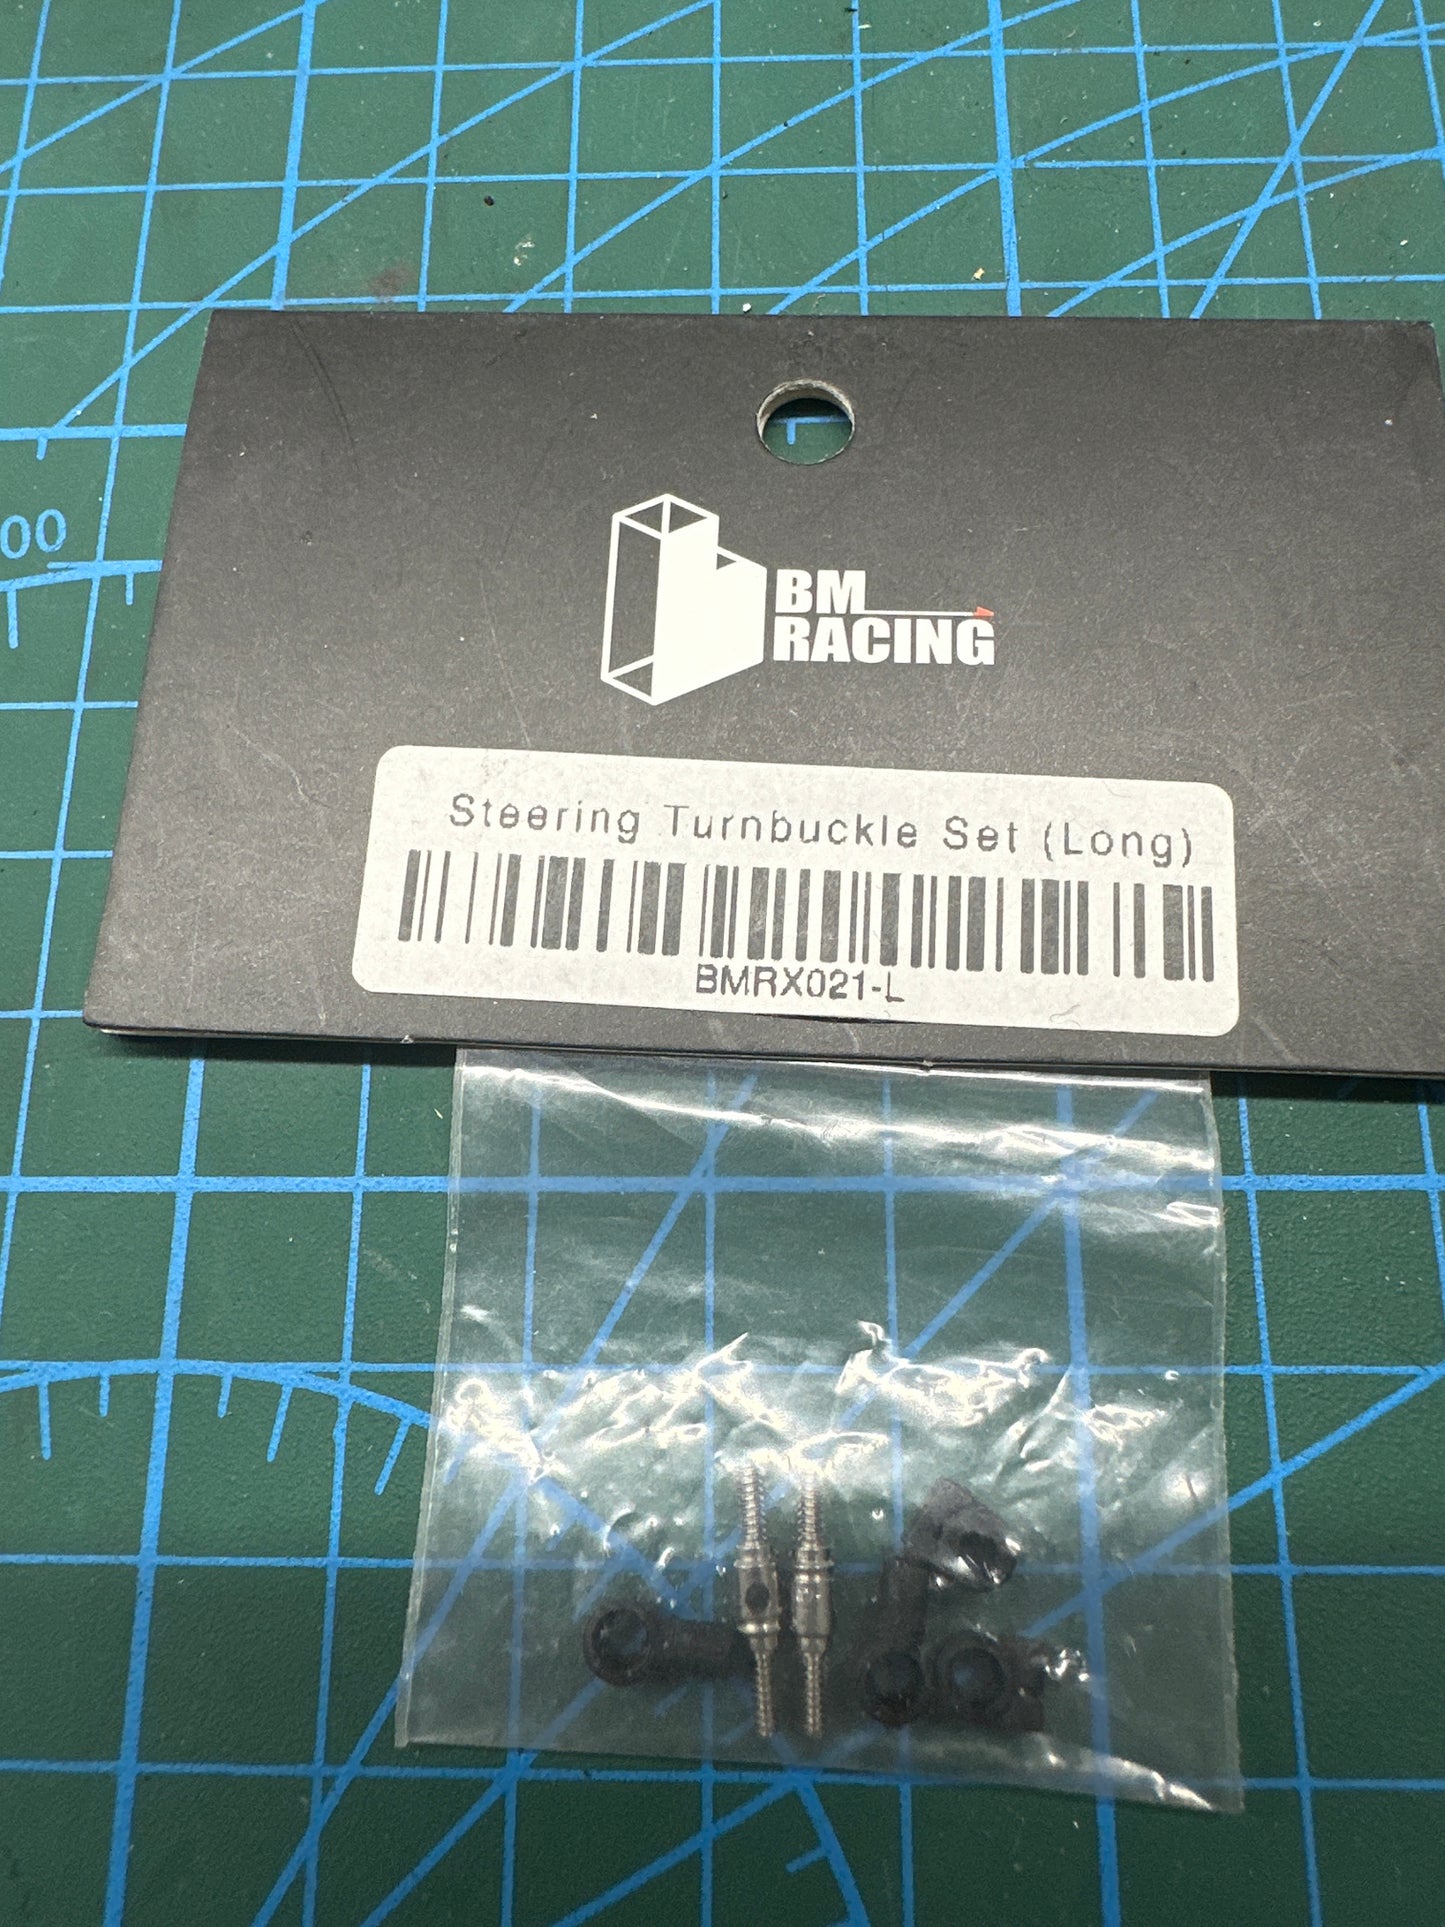 00
BM
RACING
Steering Turnbuckle Set (Long)
BMRX021-L